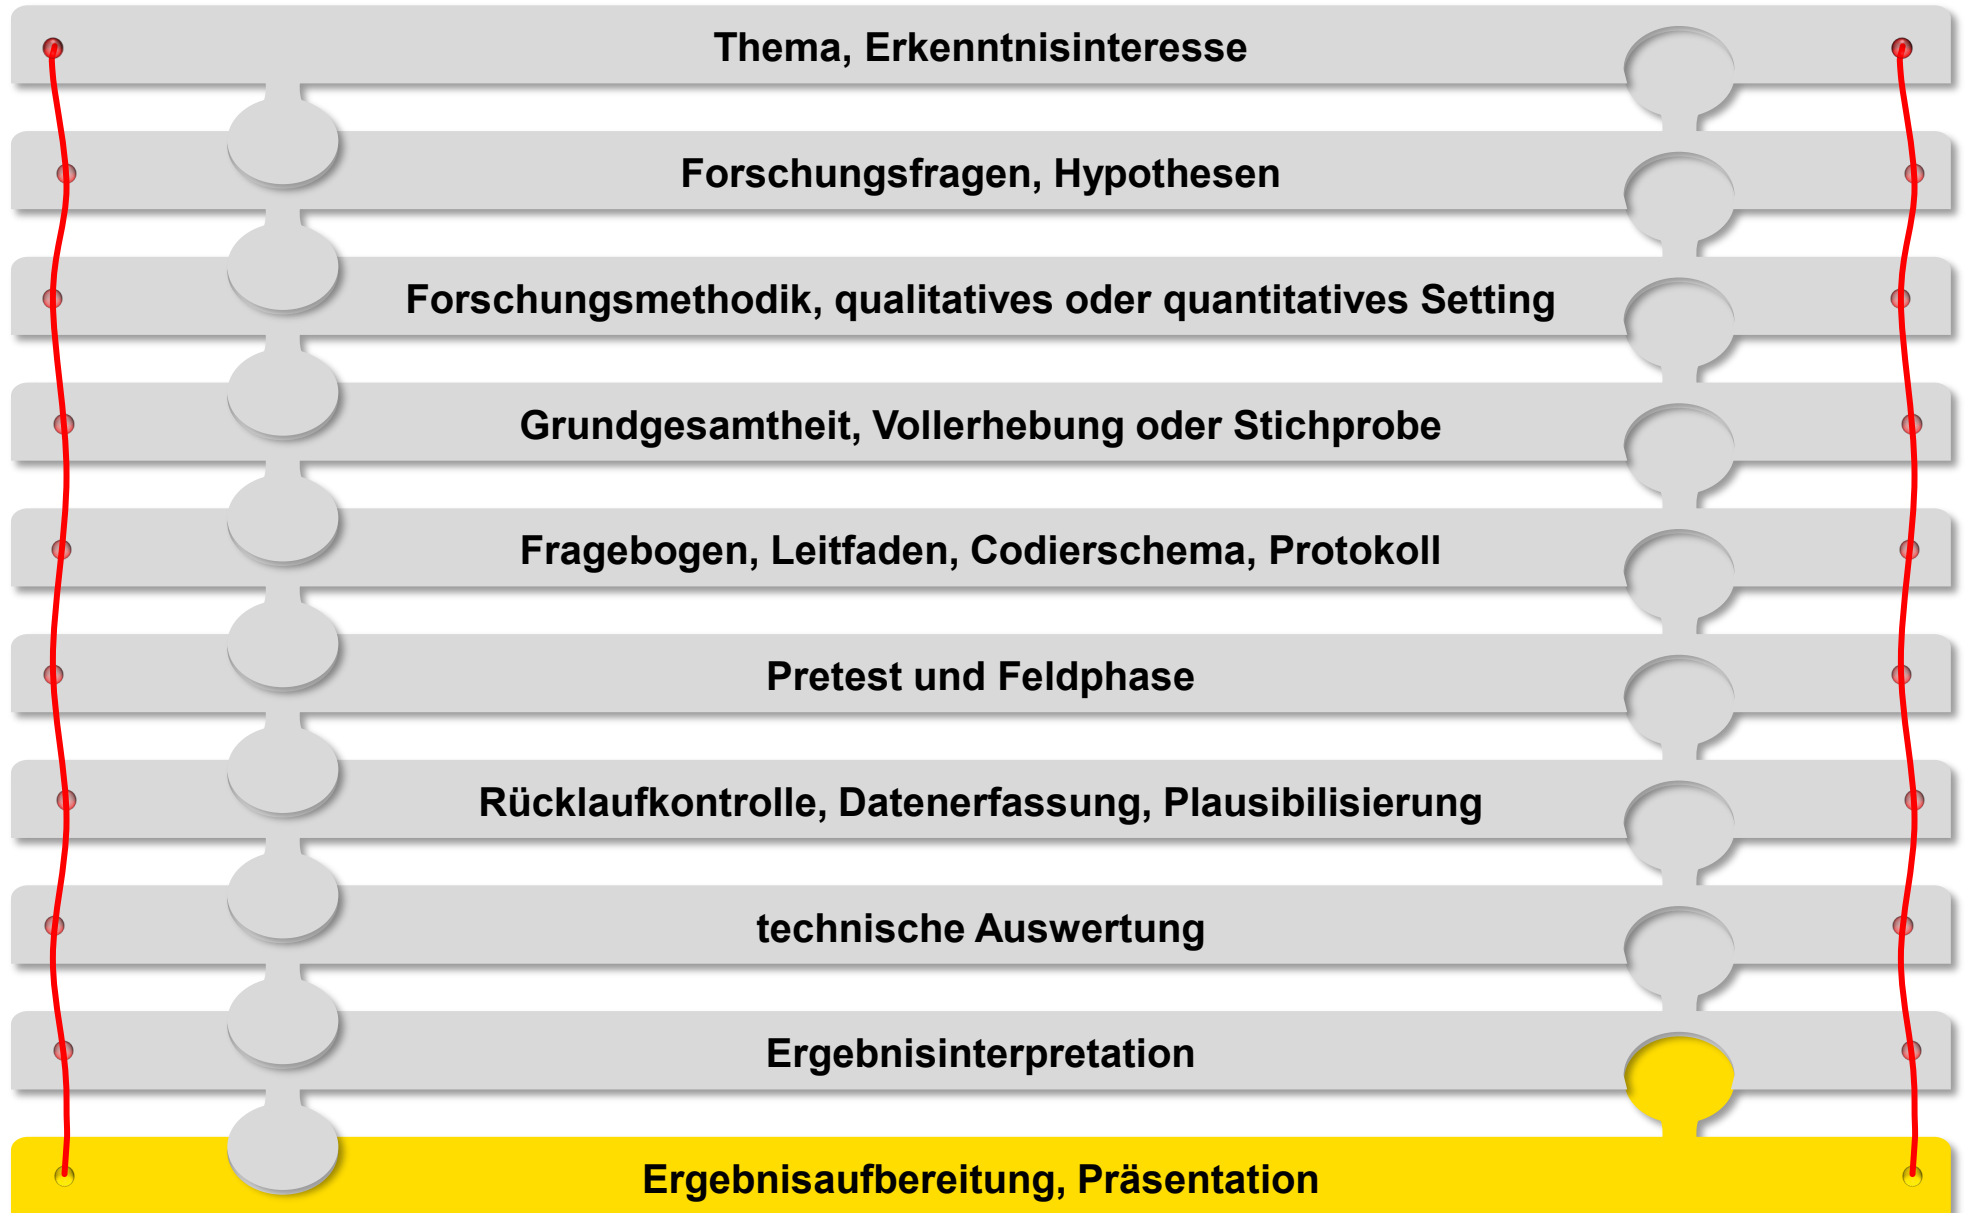 Thema, Erkenntnisinteresse
Forschungsfragen, Hypothesen
Forschungsmethodik, qualitatives oder quantitatives Setting
Grundgesamtheit, Vollerhebung oder Stichprobe
Fragebogen, Leitfaden, Codierschema, Protokoll
Pretest und Feldphase
Rücklaufkontrolle, Datenerfassung, Plausibilisierung
technische Auswertung
Ergebnisinterpretation
Ergebnisaufbereitung, Präsentation